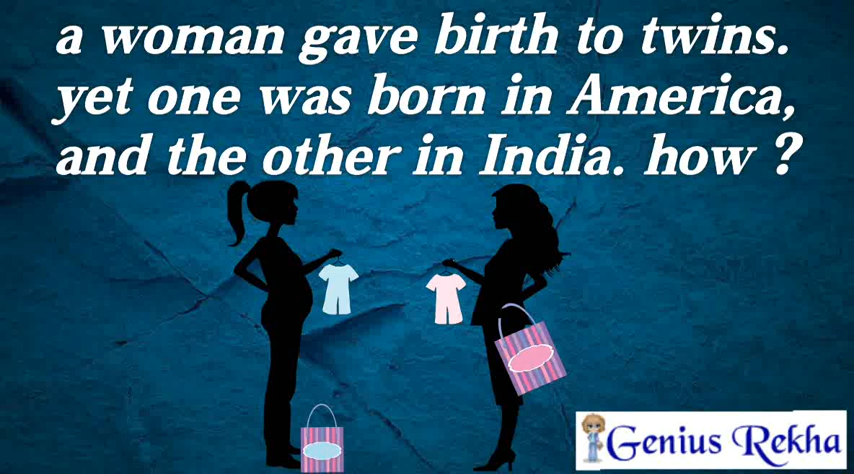 a woman gave birth to twins.
yet one was born in America,
and the other in India. how ?
Genius Rekha